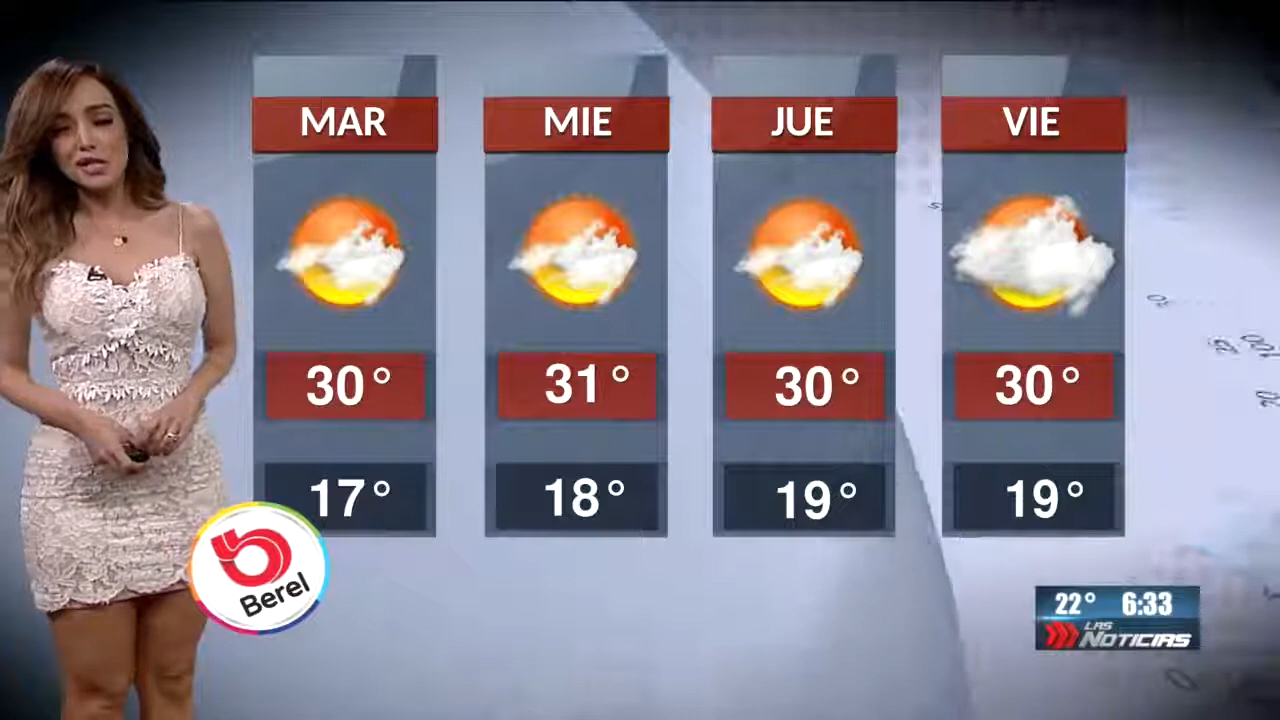 MAR
MIE
JUE
VIE
30°
31°
30°
30°
17°
18°
19°
19°
Berel
22° 6:33
LAS
NOTICIAS